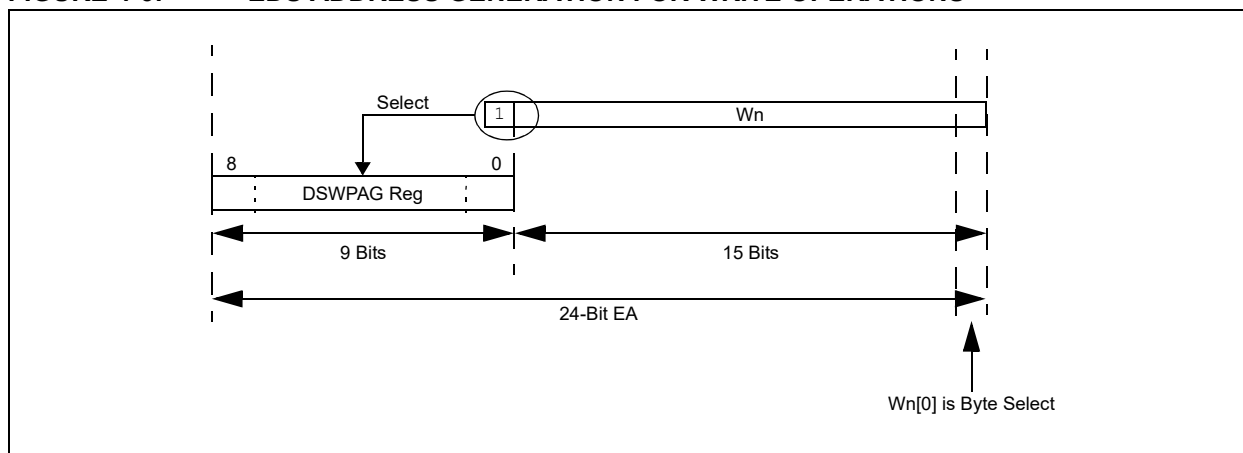 Select
1
Wn
8
0
DSWPAG Reg
9 Bits
15 Bits
24-Bit EA
Wn[0] is Byte Select